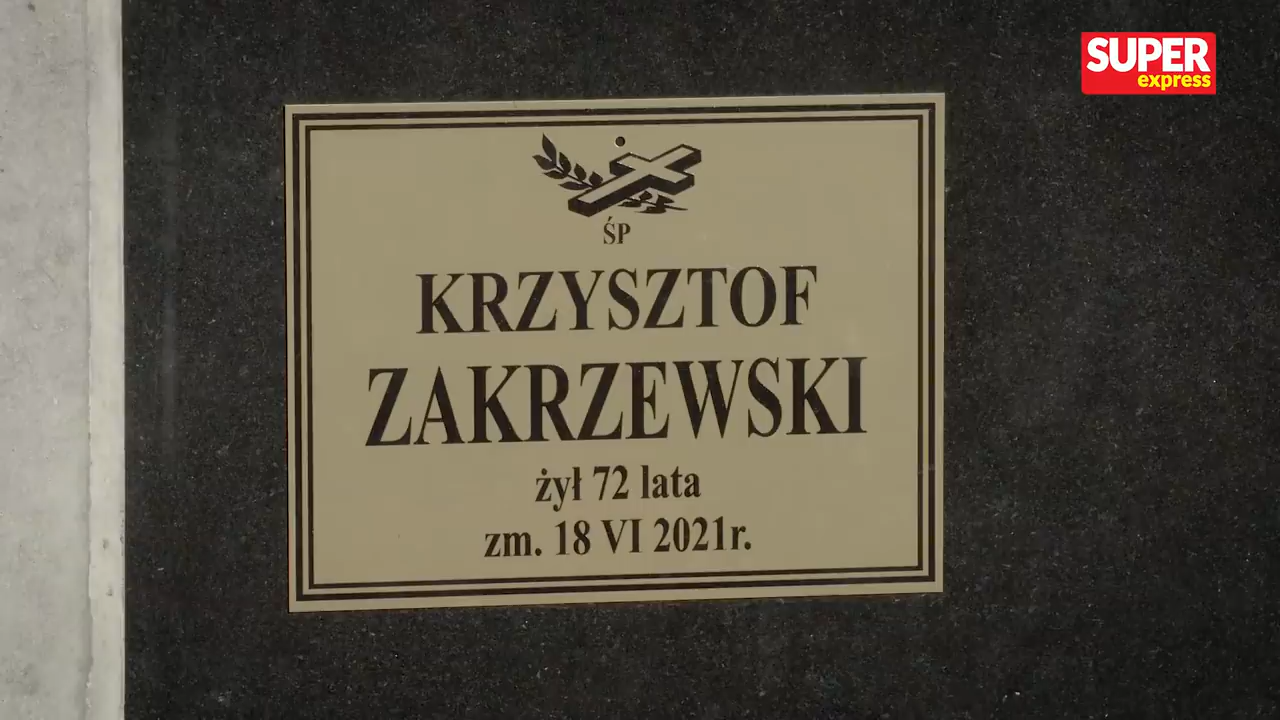 SUPER
express
ŚP
KRZYSZTOF
ZAKRZEWSKI
żył 72 lata
zm. 18 VI 2021r.